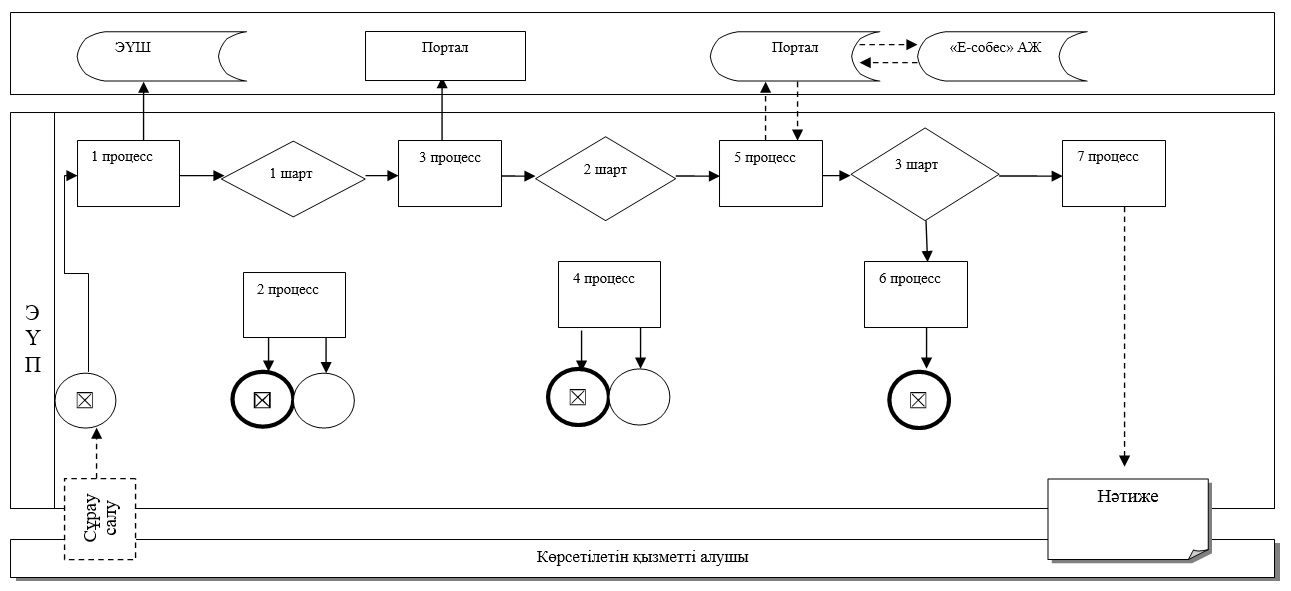 ЭҮШ
Портал
Портал
«Е-собес» АЖ
1 процесс
1 шарт
3 процесс
2 шарт
5 процесс
3 шарт
7 процесс
2 процесс
4 процесс
6 процесс
Э
Ү
П
Сұрау
салу
Нәтиже
Көрсетілетін қызметті алушы